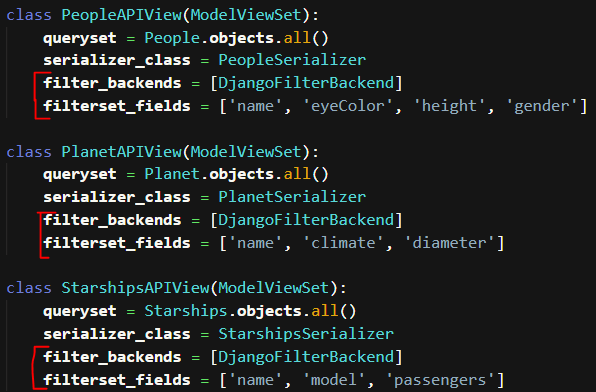 class PeopleAPIView(ModelViewSet):
    queryset = People.objects.all()
    serializer_class = PeopleSerializer
    filter_backends = [DjangoFilterBackend]
    filterset_fields = ['name', 'eyeColor', 'height', 'gender']
class PlanetAPIView(ModelViewSet):
    queryset = Planet.objects.all()
    serializer_class = PlanetSerializer
    filter_backends = [DjangoFilterBackend]
    filterset_fields = ['name', 'climate', 'diameter']
class StarshipsAPIView(ModelViewSet):
    queryset = Starships.objects.all()
    serializer_class = StarshipsSerializer
    filter_backends = [DjangoFilterBackend]
    filterset_fields = ['name', 'model', 'passengers']